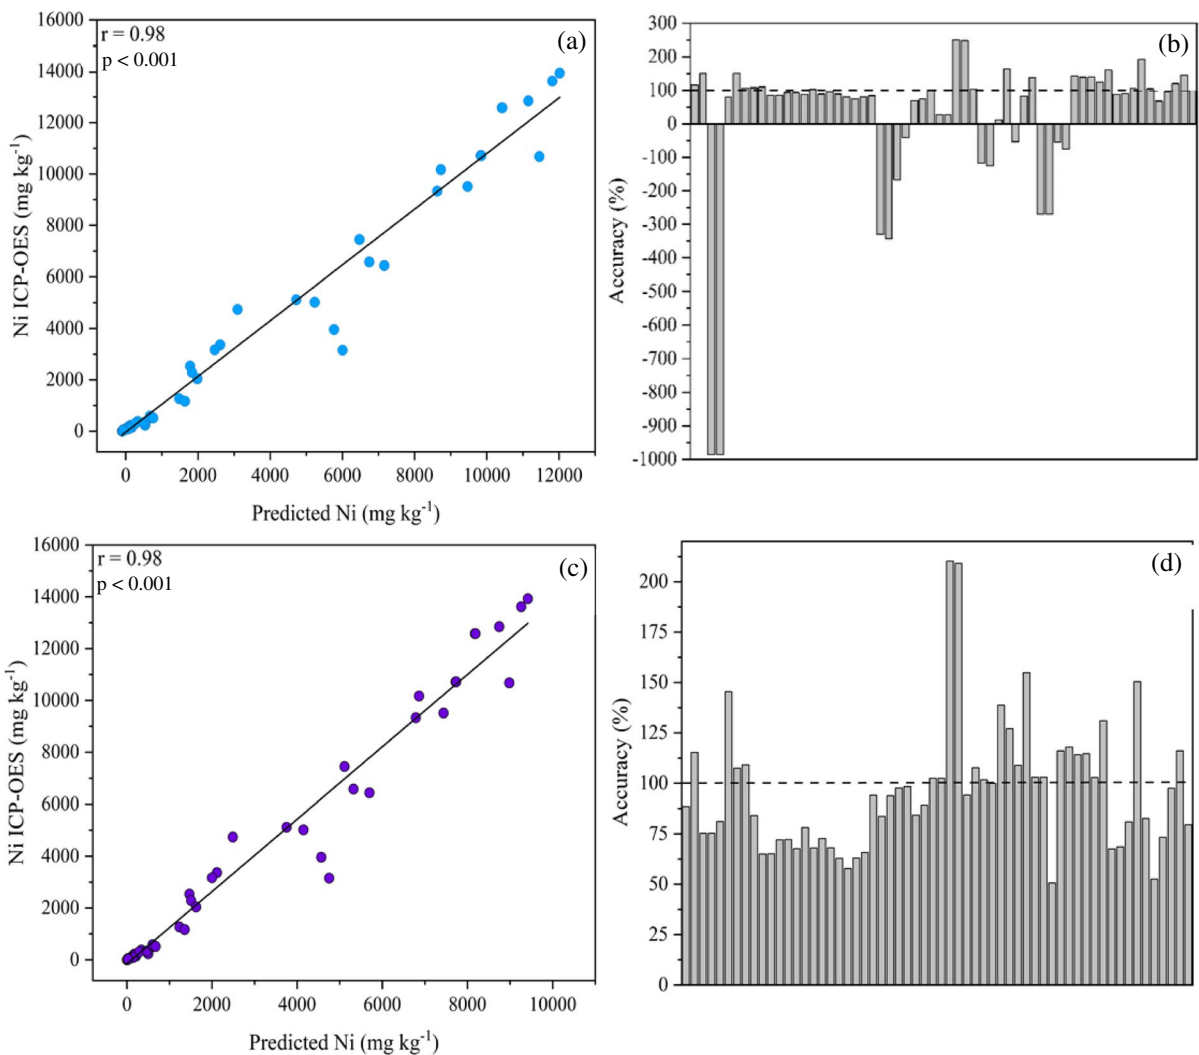 16000
14000
12000
10000
8000
6000
4000
2000
0
Ni ICP-OES (mg kg⁻¹)
r = 0.98
p < 0.001
(a)
0 2000 4000 6000 8000 10000 12000
Predicted Ni (mg kg⁻¹)
300
200
100
0
-100
-200
-300
-400
-500
-600
-700
-800
-900
-1000
Accuracy (%)
(b)
16000
14000
12000
10000
8000
6000
4000
2000
0
Ni ICP-OES (mg kg⁻¹)
r = 0.98
p < 0.001
(c)
0 2000 4000 6000 8000 10000
Predicted Ni (mg kg⁻¹)
200
175
150
125
100
75
50
25
0
Accuracy (%)
(d)